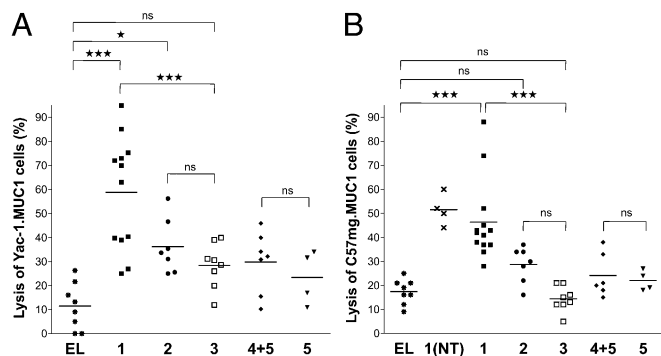 A
ns
★
★★★
★★★
ns
ns
Lysis of Yac-1.MUC1 cells (%)
90
80
70
60
50
40
30
20
10
0
EL 1 2 3 4+5 5
B
ns
ns
★★★ ★★★
ns
ns
Lysis of C57mg.MUC1 cells (%)
90
80
70
60
50
40
30
20
10
0
EL 1(NT) 1 2 3 4+5 5